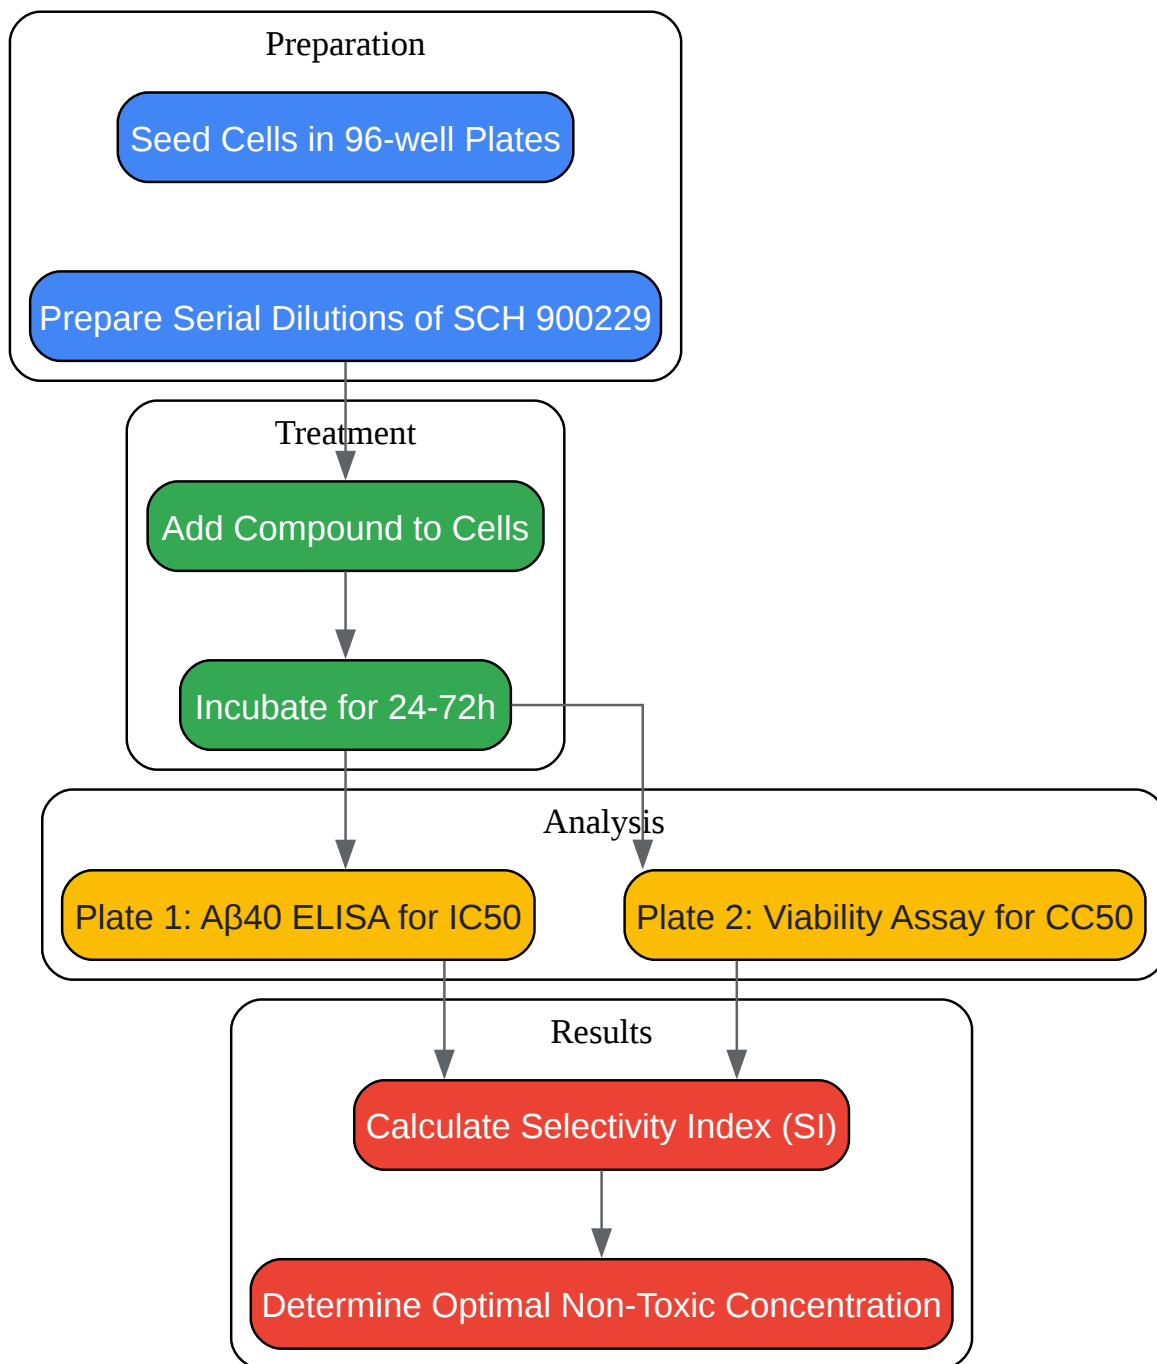 Preparation
Seed Cells in 96-well Plates
Prepare Serial Dilutions of SCH 900229
Treatment
Add Compound to Cells
Incubate for 24-72h
Analysis
Plate 1: Aβ40 ELISA for IC50
Plate 2: Viability Assay for CC50
Results
Calculate Selectivity Index (SI)
Determine Optimal Non-Toxic Concentration